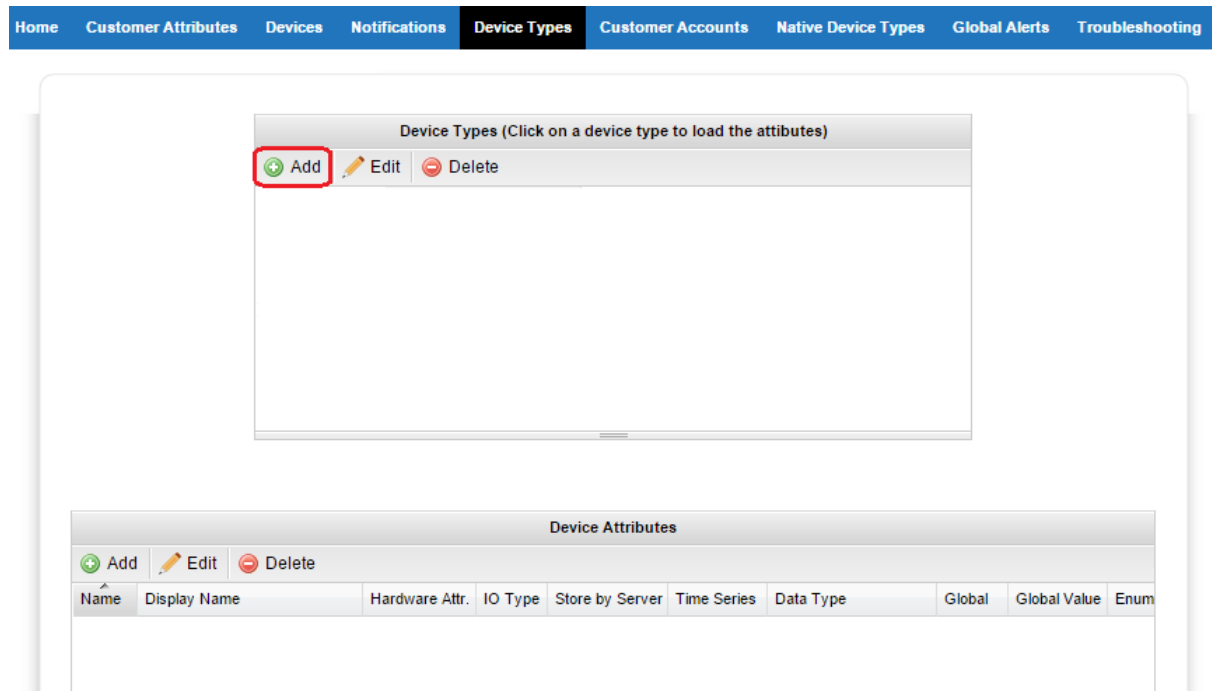 Home Customer Attributes Devices Notifications Device Types Customer Accounts Native Device Types Global Alerts Troubleshooting
Device Types (Click on a device type to load the attibutes)
Add Edit Delete
Device Attributes
Add Edit Delete
Name Display Name Hardware Attr. IO Type Store by Server Time Series Data Type Global Global Value Enum